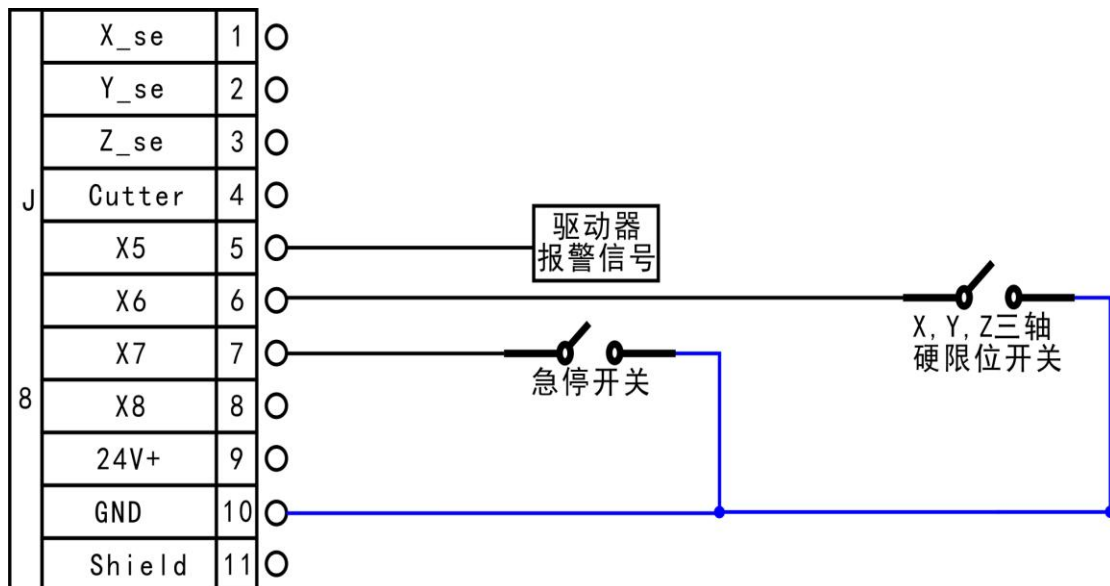 X_se 1
Y_se 2
Z_se 3
J
Cutter 4
X5 5
驱动器
报警信号
X6 6
X,Y,Z三轴
硬限位开关
X7 7
急停开关
8
X8 8
24V+ 9
GND 10
Shield 11